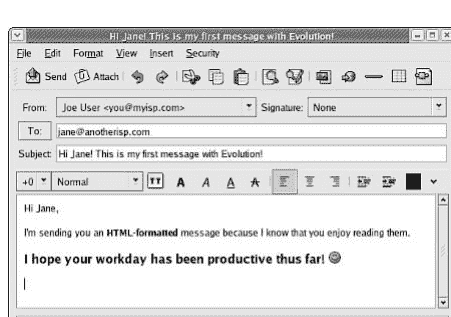 Hi Jane! This is my first message with Evolution!
File Edit Format View Insert Security
Send Attach
From: Joe User <you@myisp.com> Signature: None
To: jane@anotherisp.com
Subject: Hi Jane! This is my first message with Evolution!
+0 Normal TT A A A A
Hi Jane,
I'm sending you an HTML-formatted message because I know that you enjoy reading them.
I hope your workday has been productive thus far!